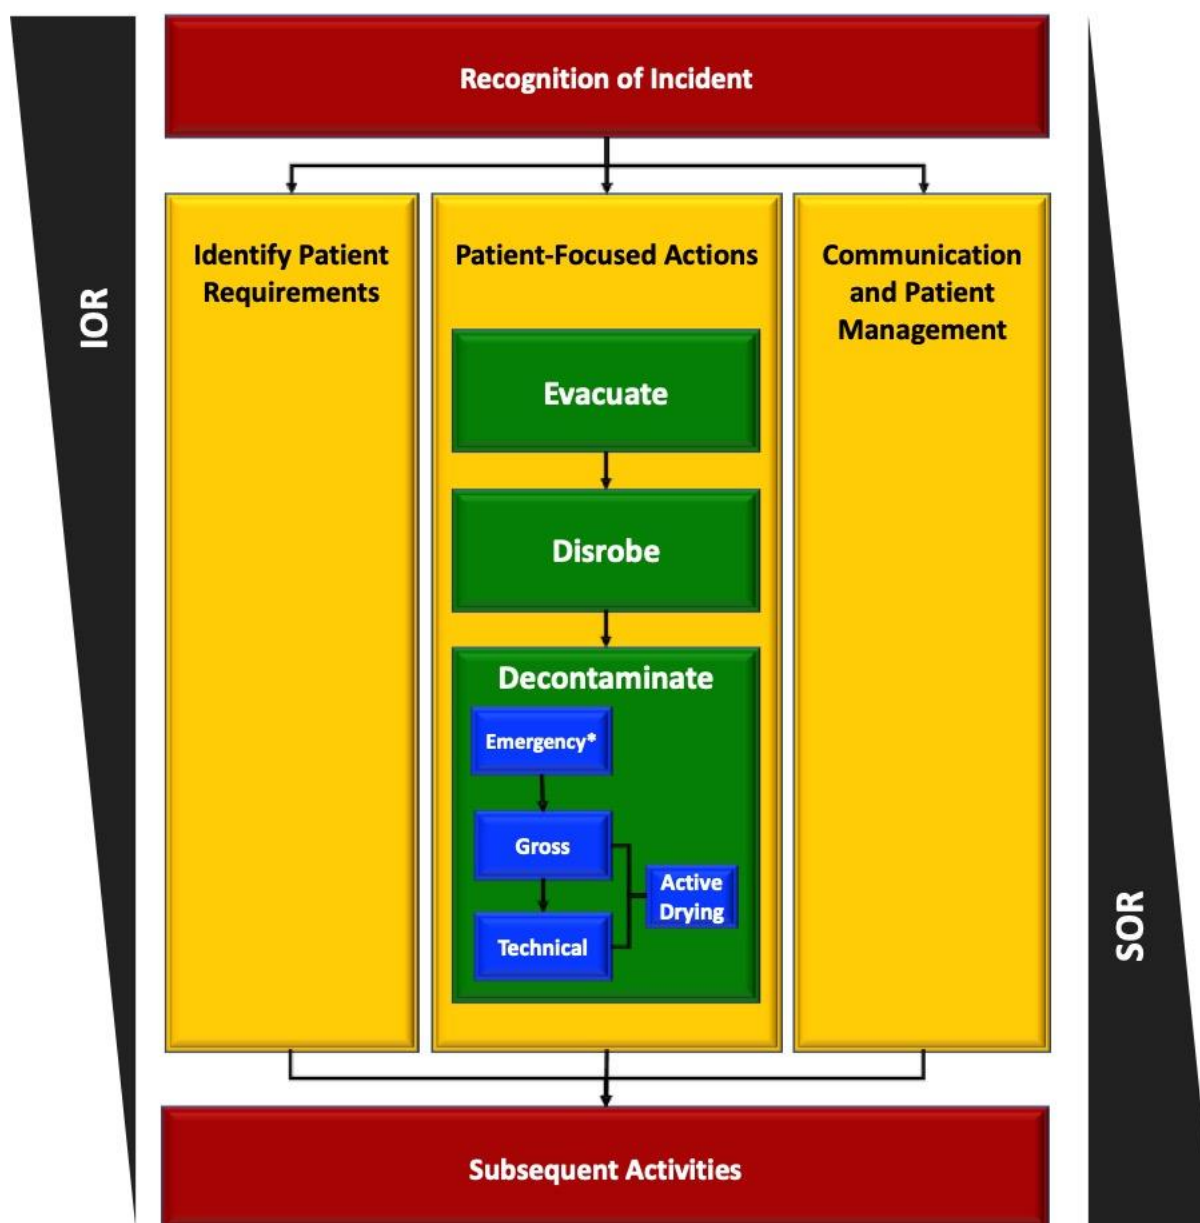 Recognition of Incident
IOR
Identify Patient
Requirements
Patient-Focused Actions
Evacuate
Disrobe
Decontaminate
Emergency*
Gross
Technical
Active
Drying
Communication
and Patient
Management
SOR
Subsequent Activities